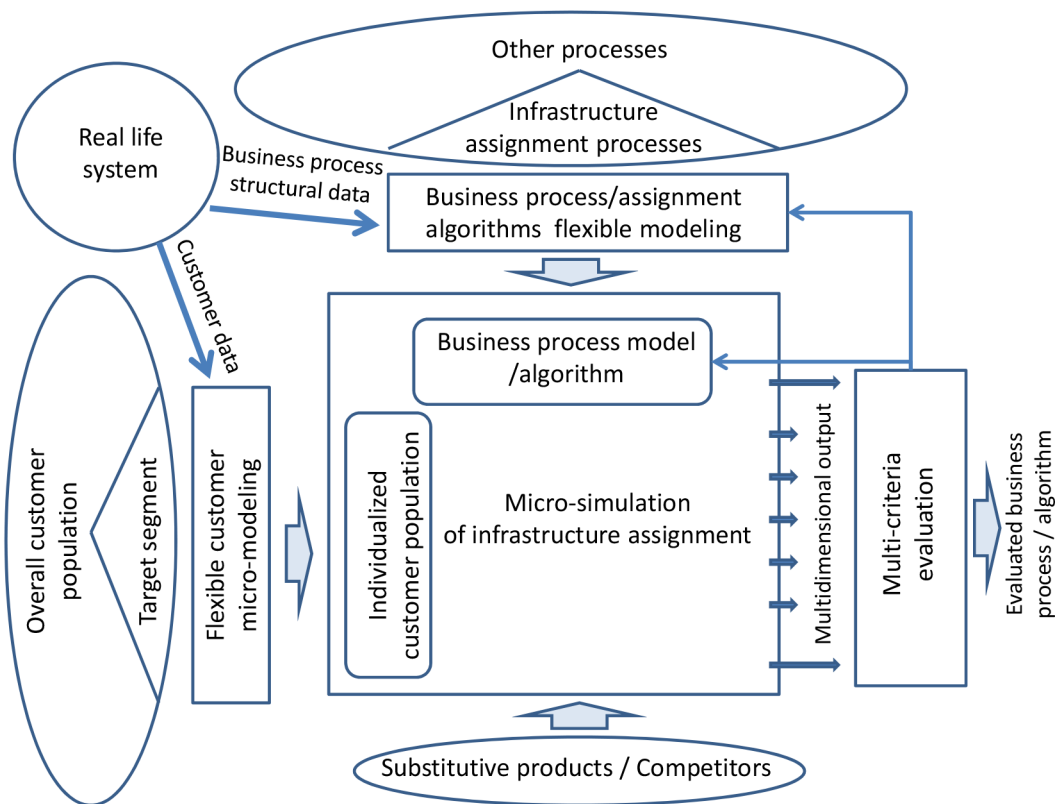 Other processes
Infrastructure
assignment processes
Real life
system
Business process
structural data
Business process/assignment
algorithms flexible modeling
Customer data
Business process model
/algorithm
Overall customer
population
Target segment
Flexible customer
micro-modeling
Individualized
customer population
Micro-simulation
of infrastructure assignment
Multidimensional output
Multi-criteria
evaluation
Evaluated business
process / algorithm
Substitutive products / Competitors